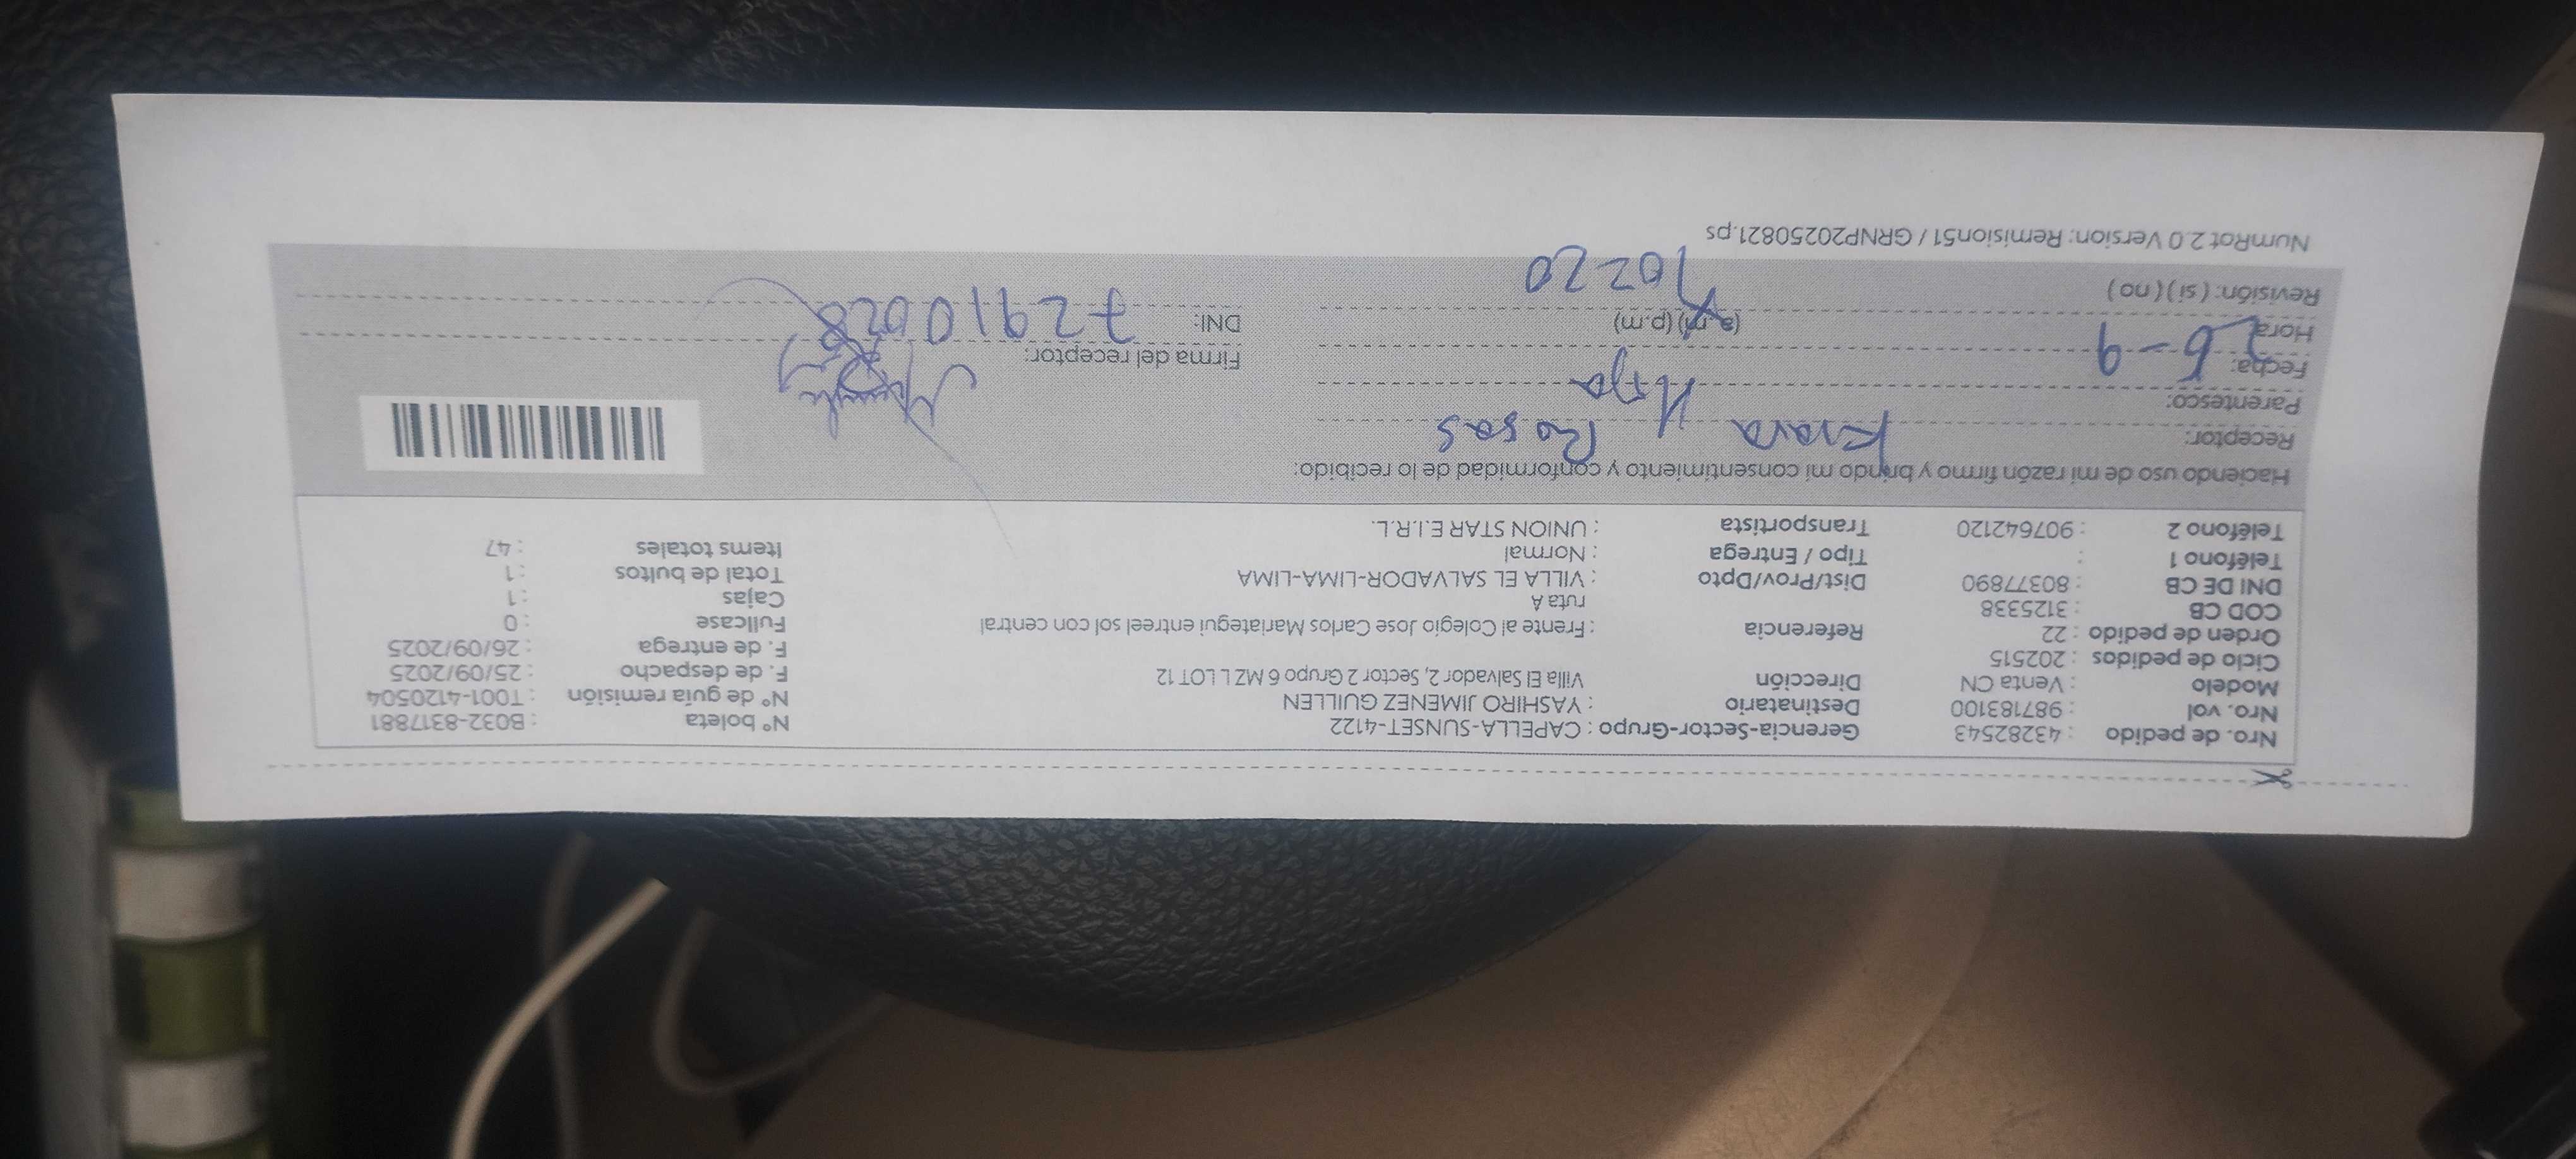 Nro. de pedido : 43282543 Gerencia-Sector-Grupo : CAPELLA-SUNSET-4122 N° boleta : B032-8317881
Nro. vol : 987183100 Destinatario : YASHIRO JIMENEZ GUILLEN N° de guía remisión : T001-4120504
Modelo : Venta CN Dirección Villa El Salvador 2, Sector 2 Grupo 6 MZ L LOT 12 F. de despacho : 25/09/2025
Ciclo de pedidos : 202515 F. de entrega : 26/09/2025
Orden de pedido : 22 Referencia : Frente al Colegio Jose Carlos Mariategui entreel sol con central Fullcase : 0
COD CB : 3125338 ruta A Cajas : 1
DNI DE CB : 80377890 Dist/Prov/Dpto : VILLA EL SALVADOR-LIMA-LIMA Total de bultos : 1
Teléfono 1 : Tipo / Entrega : Normal Items totales : 47
Teléfono 2 : 907642120 Transportista : UNION STAR E.I.R.L.
Haciendo uso de mi razón firmo y brindo mi consentimiento y conformidad de lo recibido:
Receptor: Kiara Rosas
Parentesco: Hija
Fecha: 26-9 Firma del receptor:
Hora (a.m) (p.m) DNI: 72910028
Revisión: ( si ) ( no ) 10220
NumRot 2.0 Version: Remision51 / GRNP20250821.ps